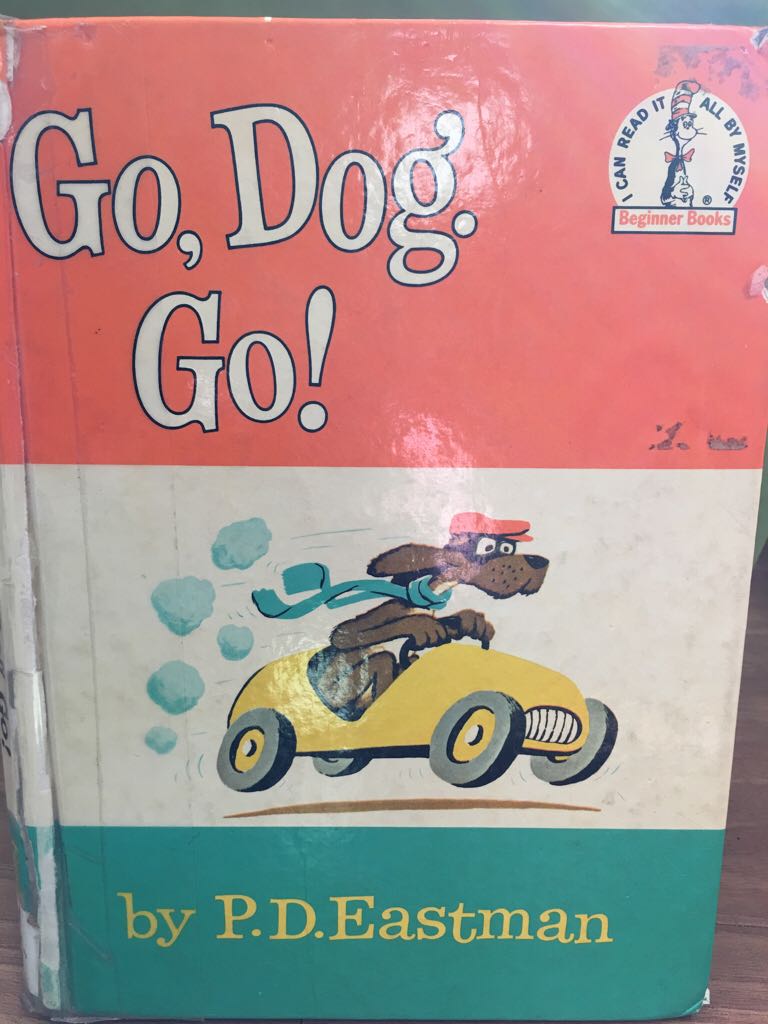 Go, Dog.
Go!
I CAN READ IT ALL BY MYSELF
®
Beginner Books
by P.D.Eastman